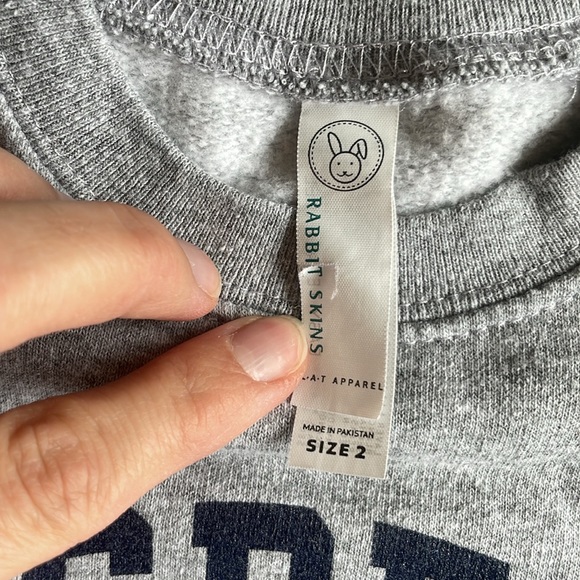 RABBIT SKINS
L·A·T APPAREL
MADE IN PAKISTAN
SIZE 2